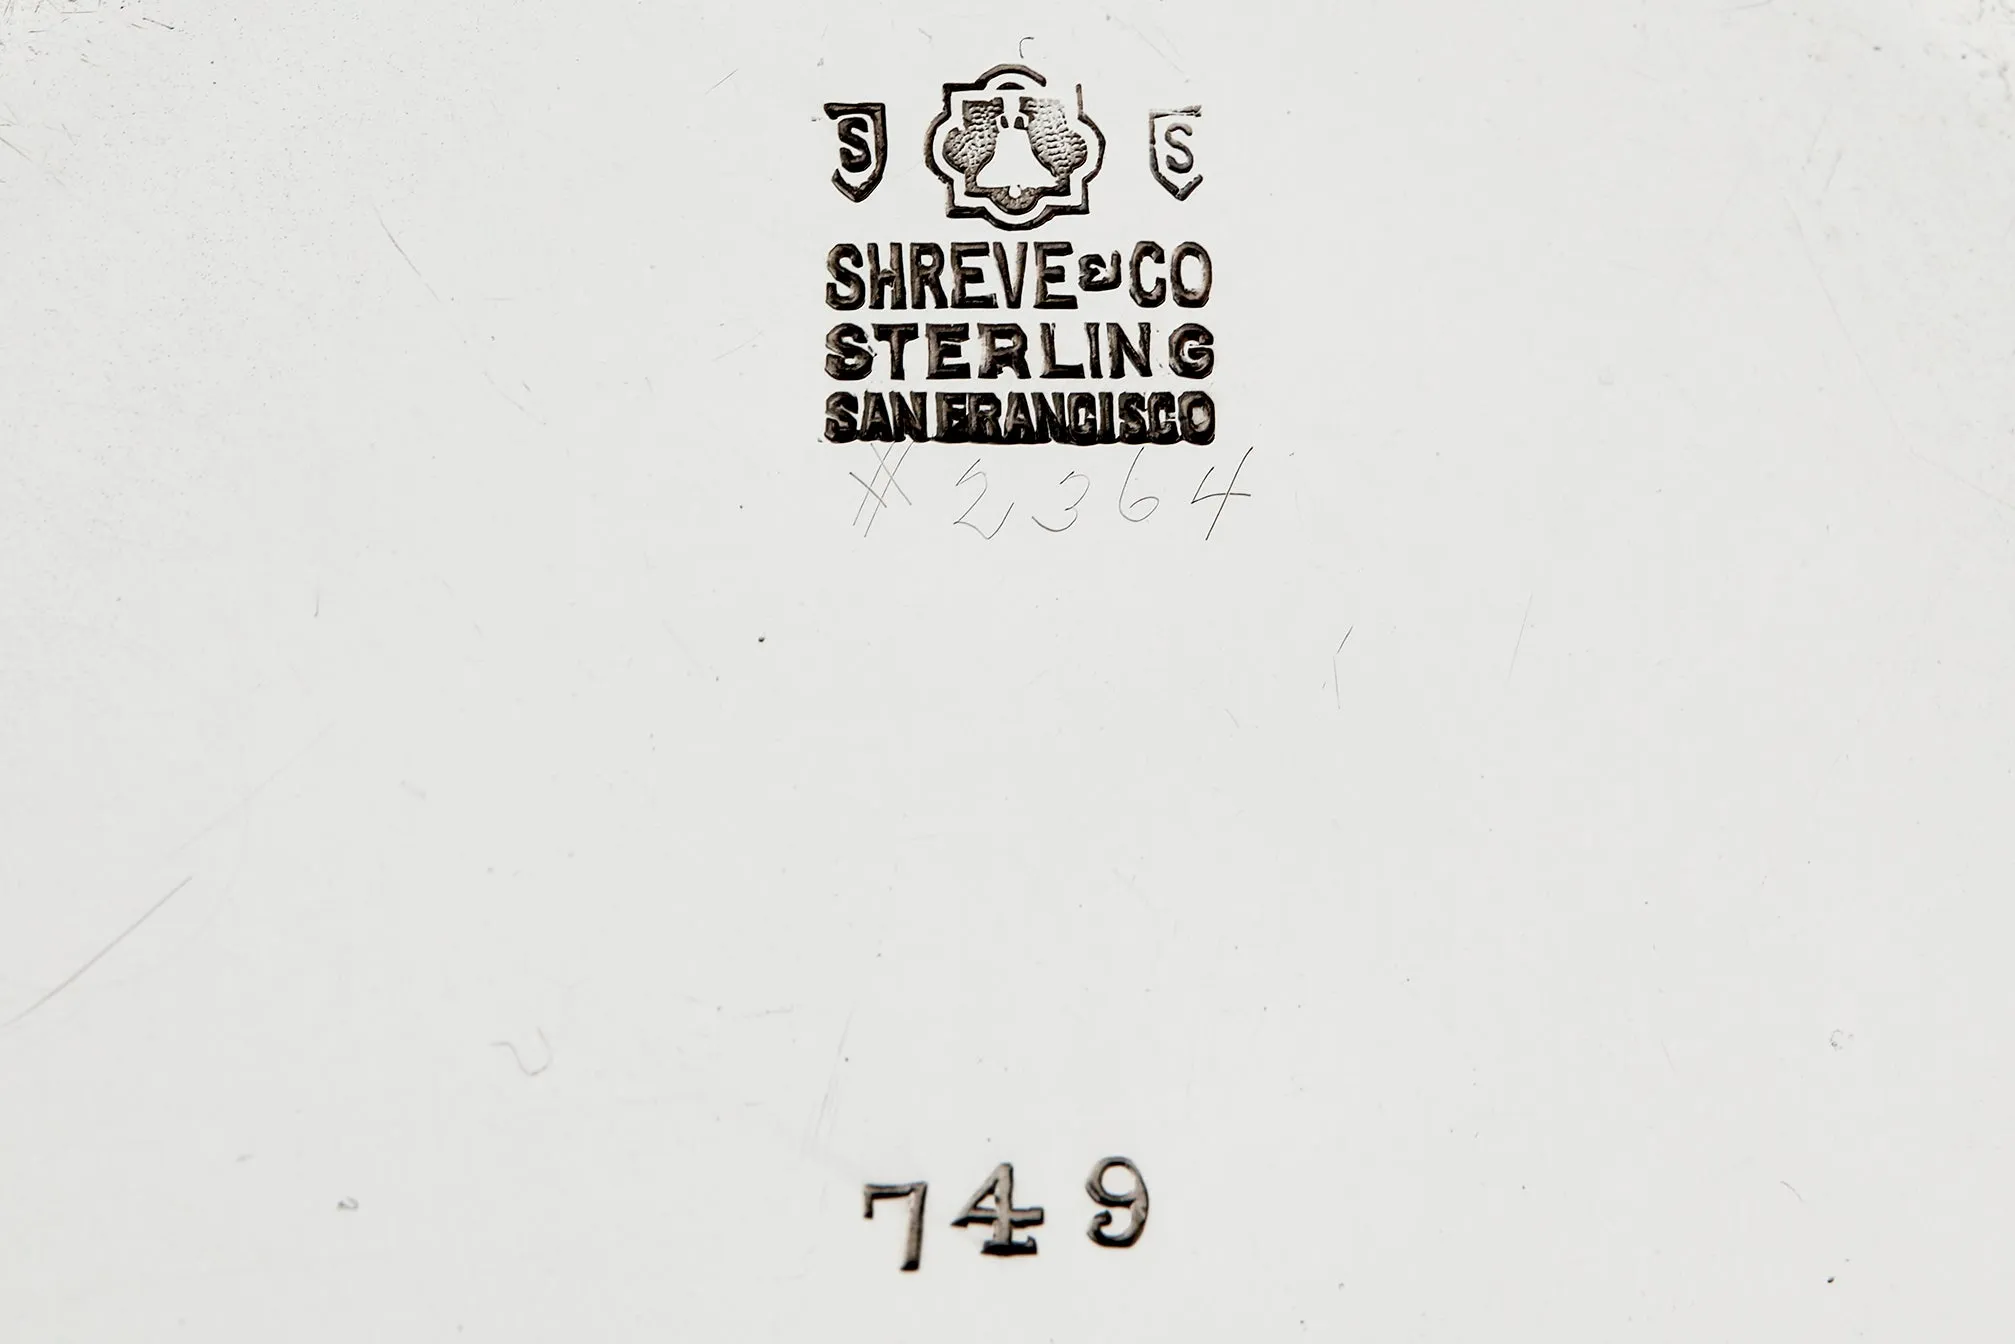 S S
SHREVE & CO
STERLING
SAN FRANCISCO
# 2364
749